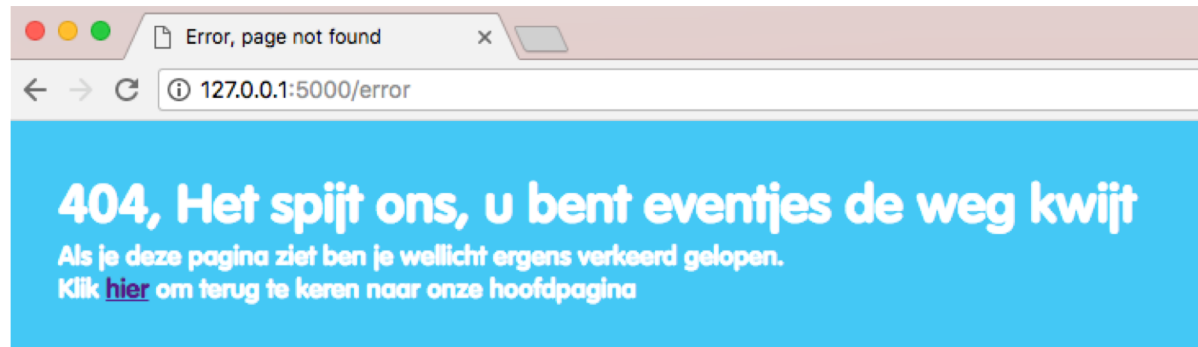 Error, page not found
127.0.0.1:5000/error
404, Het spijt ons, u bent eventjes de weg kwijt
Als je deze pagina ziet ben je wellicht ergens verkeerd gelopen.
Klik hier om terug te keren naar onze hoofdpagina